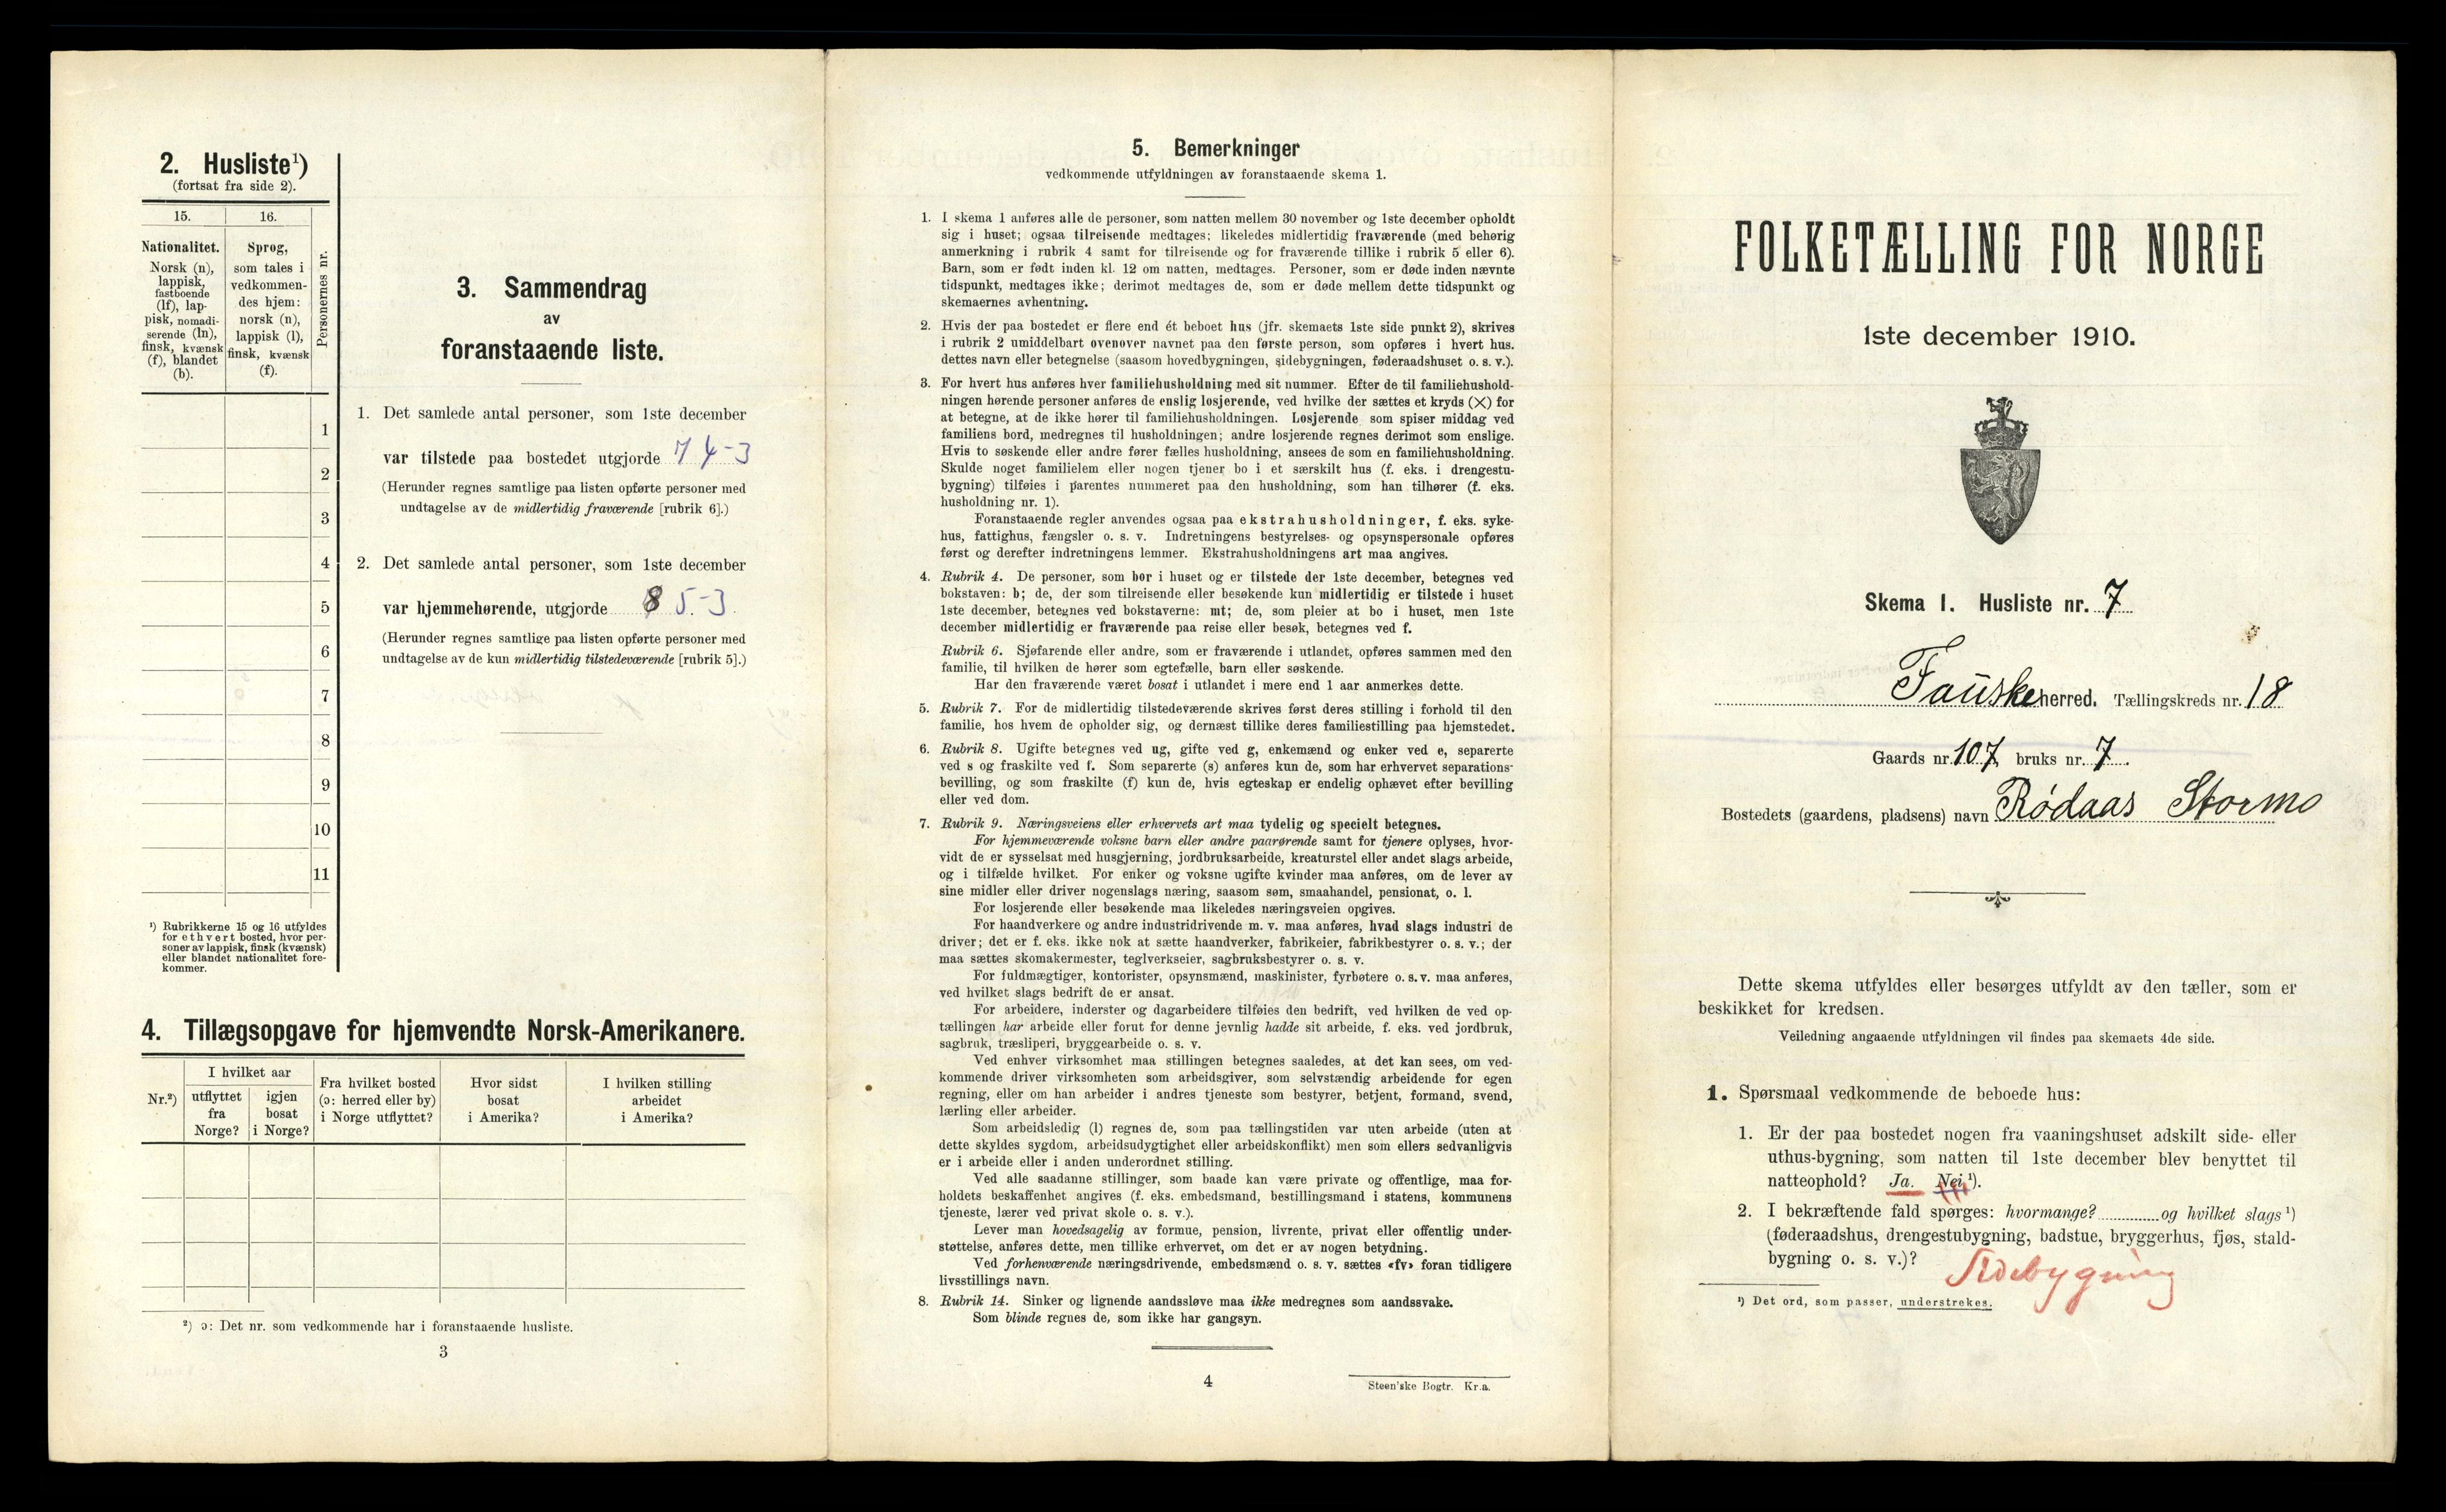 2. Husliste¹)
(fortsat fra side 2).
15.
16.
Personernes nr.
Nationalitet.
Norsk (n),
lappisk,
fastboende
(lf), lap-
pisk, nomadi-
serende (ln),
finsk, kvænsk
(f), blandet
(b).
Sprog,
som tales i
vedkommen-
des hjem:
norsk (n),
lappisk (l),
finsk, kvænsk
(f).
1
2
3
4
5
6
7
8
9
10
11
¹) Rubrikkerne 15 og 16 utfyldes
for ethvert bosted, hvor per-
soner av lappisk, finsk (kvænsk)
eller blandet nationalitet fore-
kommer.
3. Sammendrag
av
foranstaaende liste.
1. Det samlede antal personer, som 1ste december
var tilstede paa bostedet utgjorde 7 4-3
(Herunder regnes samtlige paa listen opførte personer med
undtagelse av de midlertidig fraværende [rubrik 6].)
2. Det samlede antal personer, som 1ste december
var hjemmehørende, utgjorde 8 5-3.
(Herunder regnes samtlige paa listen opførte personer med
undtagelse av de kun midlertidig tilstedeværende [rubrik 5].)
4. Tillægsopgave for hjemvendte Norsk-Amerikanere.
Nr.²)
I hvilket aar
utflyttet
fra
Norge?
igjen
bosat
i Norge?
Fra hvilket bosted
(ɔ: herred eller by)
i Norge utflyttet?
Hvor sidst
bosat
i Amerika?
I hvilken stilling
arbeidet
i Amerika?
²) ɔ: Det nr. som vedkommende har i foranstaaende husliste.
3
5. Bemerkninger
vedkommende utfyldningen av foranstaaende skema 1.
1. I skema 1 anføres alle de personer, som natten mellem 30 november og 1ste december opholdt
sig i huset; ogsaa tilreisende medtages; likeledes midlertidig fraværende (med behørig
anmerkning i rubrik 4 samt for tilreisende og for fraværende tillike i rubrik 5 eller 6).
Barn, som er født inden kl. 12 om natten, medtages. Personer, som er døde inden nævnte
tidspunkt, medtages ikke; derimot medtages de, som er døde mellem dette tidspunkt og
skemaernes avhentning.
2. Hvis der paa bostedet er flere end ét beboet hus (jfr. skemaets 1ste side punkt 2), skrives
i rubrik 2 umiddelbart ovenover navnet paa den første person, som opføres i hvert hus.
dettes navn eller betegnelse (saasom hovedbygningen, sidebygningen, føderaadshuset o. s. v.).
3. For hvert hus anføres hver familiehusholdning med sit nummer. Efter de til familiehushold-
ningen hørende personer anføres de enslig losjerende, ved hvilke der sættes et kryds (×) for
at betegne, at de ikke hører til familiehusholdningen. Losjerende som spiser middag ved
familiens bord, medregnes til husholdningen; andre losjerende regnes derimot som enslige.
Hvis to søskende eller andre fører fælles husholdning, ansees de som en familiehusholdning.
Skulde noget familielem eller nogen tjener bo i et særskilt hus (f. eks. i drengestu-
bygning) tilføies i parentes nummeret paa den husholdning, som han tilhører (f. eks.
husholdning nr. 1).
Foranstaaende regler anvendes ogsaa paa ekstrahusholdninger, f. eks. syke-
hus, fattighus, fængsler o. s. v. Indretningens bestyrelses- og opsynspersonale opføres
først og derefter indretningens lemmer. Ekstrahusholdningens art maa angives.
4. Rubrik 4. De personer, som bor i huset og er tilstede der 1ste december, betegnes ved
bokstaven: b; de, der som tilreisende eller besøkende kun midlertidig er tilstede i huset
1ste december, betegnes ved bokstaverne: mt; de, som pleier at bo i huset, men 1ste
december midlertidig er fraværende paa reise eller besøk, betegnes ved f.
Rubrik 6. Sjøfarende eller andre, som er fraværende i utlandet, opføres sammen med den
familie, til hvilken de hører som egtefælle, barn eller søskende.
Har den fraværende været bosat i utlandet i mere end 1 aar anmerkes dette.
5. Rubrik 7. For de midlertidig tilstedeværende skrives først deres stilling i forhold til den
familie, hos hvem de opholder sig, og dernæst tillike deres familiestilling paa hjemstedet.
6. Rubrik 8. Ugifte betegnes ved ug, gifte ved g, enkemænd og enker ved e, separerte
ved s og fraskilte ved f. Som separerte (s) anføres kun de, som har erhvervet separations-
bevilling, og som fraskilte (f) kun de, hvis egteskap er endelig ophævet efter bevilling
eller ved dom.
7. Rubrik 9. Næringsveiens eller erhvervets art maa tydelig og specielt betegnes.
For hjemmeværende voksne barn eller andre paarørende samt for tjenere oplyses, hvor-
vidt de er sysselsat med husgjerning, jordbruksarbeide, kreaturstel eller andet slags arbeide,
og i tilfælde hvilket. For enker og voksne ugifte kvinder maa anføres, om de lever av
sine midler eller driver nogenslags næring, saasom søm, smaahandel, pensionat, o. l.
For losjerende eller besøkende maa likeledes næringsveien opgives.
For haandverkere og andre industridrivende m. v. maa anføres, hvad slags industri de
driver; det er f. eks. ikke nok at sætte haandverker, fabrikeier, fabrikbestyrer o. s. v.; der
maa sættes skomakermester, teglverkseier, sagbruksbestyrer o. s. v.
For fuldmægtiger, kontorister, opsynsmænd, maskinister, fyrbøtere o. s. v. maa anføres,
ved hvilket slags bedrift de er ansat.
For arbeidere, inderster og dagarbeidere tilføies den bedrift, ved hvilken de ved op-
tællingen har arbeide eller forut for denne jevnlig hadde sit arbeide, f. eks. ved jordbruk,
sagbruk, træsliperi, bryggearbeide o. s. v.
Ved enhver virksomhet maa stillingen betegnes saaledes, at det kan sees, om ved-
kommende driver virksomheten som arbeidsgiver, som selvstændig arbeidende for egen
regning, eller om han arbeider i andres tjeneste som bestyrer, betjent, formand, svend,
lærling eller arbeider.
Som arbeidsledig (l) regnes de, som paa tællingstiden var uten arbeide (uten at
dette skyldes sygdom, arbeidsudygtighet eller arbeidskonflikt) men som ellers sedvanligvis
er i arbeide eller i anden underordnet stilling.
Ved alle saadanne stillinger, som baade kan være private og offentlige, maa for-
holdets beskaffenhet angives (f. eks. embedsmand, bestillingsmand i statens, kommunens
tjeneste, lærer ved privat skole o. s. v.).
Lever man hovedsagelig av formue, pension, livrente, privat eller offentlig under-
støttelse, anføres dette, men tillike erhvervet, om det er av nogen betydning.
Ved forhenværende næringsdrivende, embedsmænd o. s. v. sættes «fv» foran tidligere
livsstillings navn.
8. Rubrik 14. Sinker og lignende aandssløve maa ikke medregnes som aandssvake.
Som blinde regnes de, som ikke har gangsyn.
4
Steen'ske Bogtr. Kr.a.
FOLKETÆLLING FOR NORGE
1ste december 1910.
Skema 1. Husliste nr. 7
Fauske herred. Tællingskreds nr. 18
Gaards nr. 107 bruks nr. 7.
Bostedets (gaardens, pladsens) navn Rødaas Stormo
Dette skema utfyldes eller besørges utfyldt av den tæller, som er
beskikket for kredsen.
Veiledning angaaende utfyldningen vil findes paa skemaets 4de side.
1. Spørsmaal vedkommende de beboede hus:
1. Er der paa bostedet nogen fra vaaningshuset adskilt side- eller
uthus-bygning, som natten til 1ste december blev benyttet til
natteophold? Ja. Nei ¹).
2. I bekræftende fald spørges: hvormange? og hvilket slags ¹)
(føderaadshus, drengestubygning, badstue, bryggerhus, fjøs, stald-
bygning o. s. v.)? Sidebygning
¹) Det ord, som passer, understrekes.